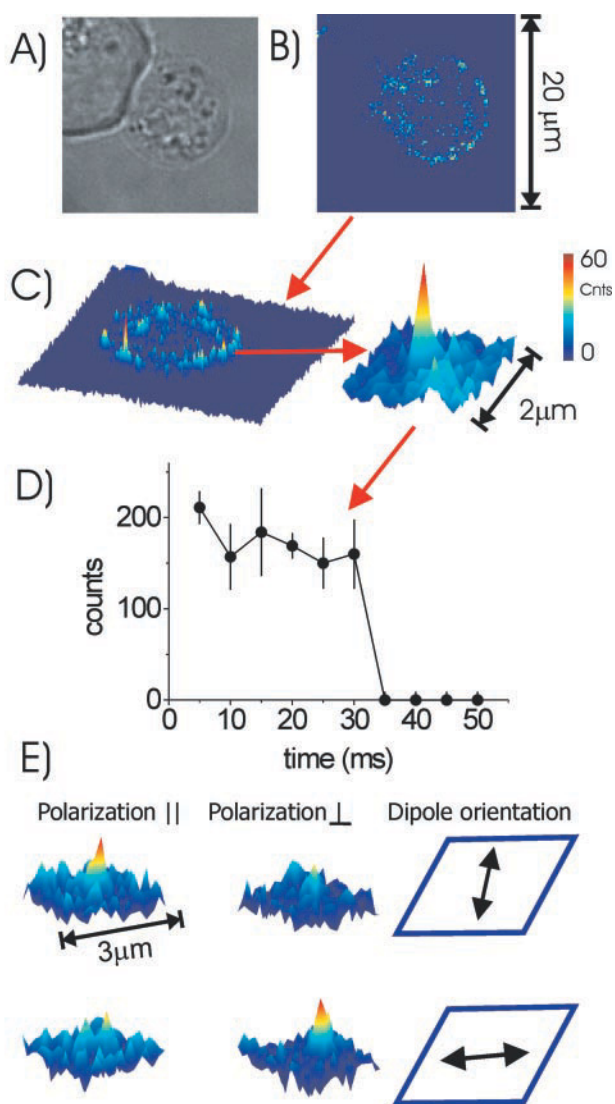 A)
B)
20 μm
C)
60
Cnts
0
2μm
D)
200
100
0
counts
0 10 20 30 40 50
time (ms)
E)
Polarization || Polarization ⊥ Dipole orientation
3μm